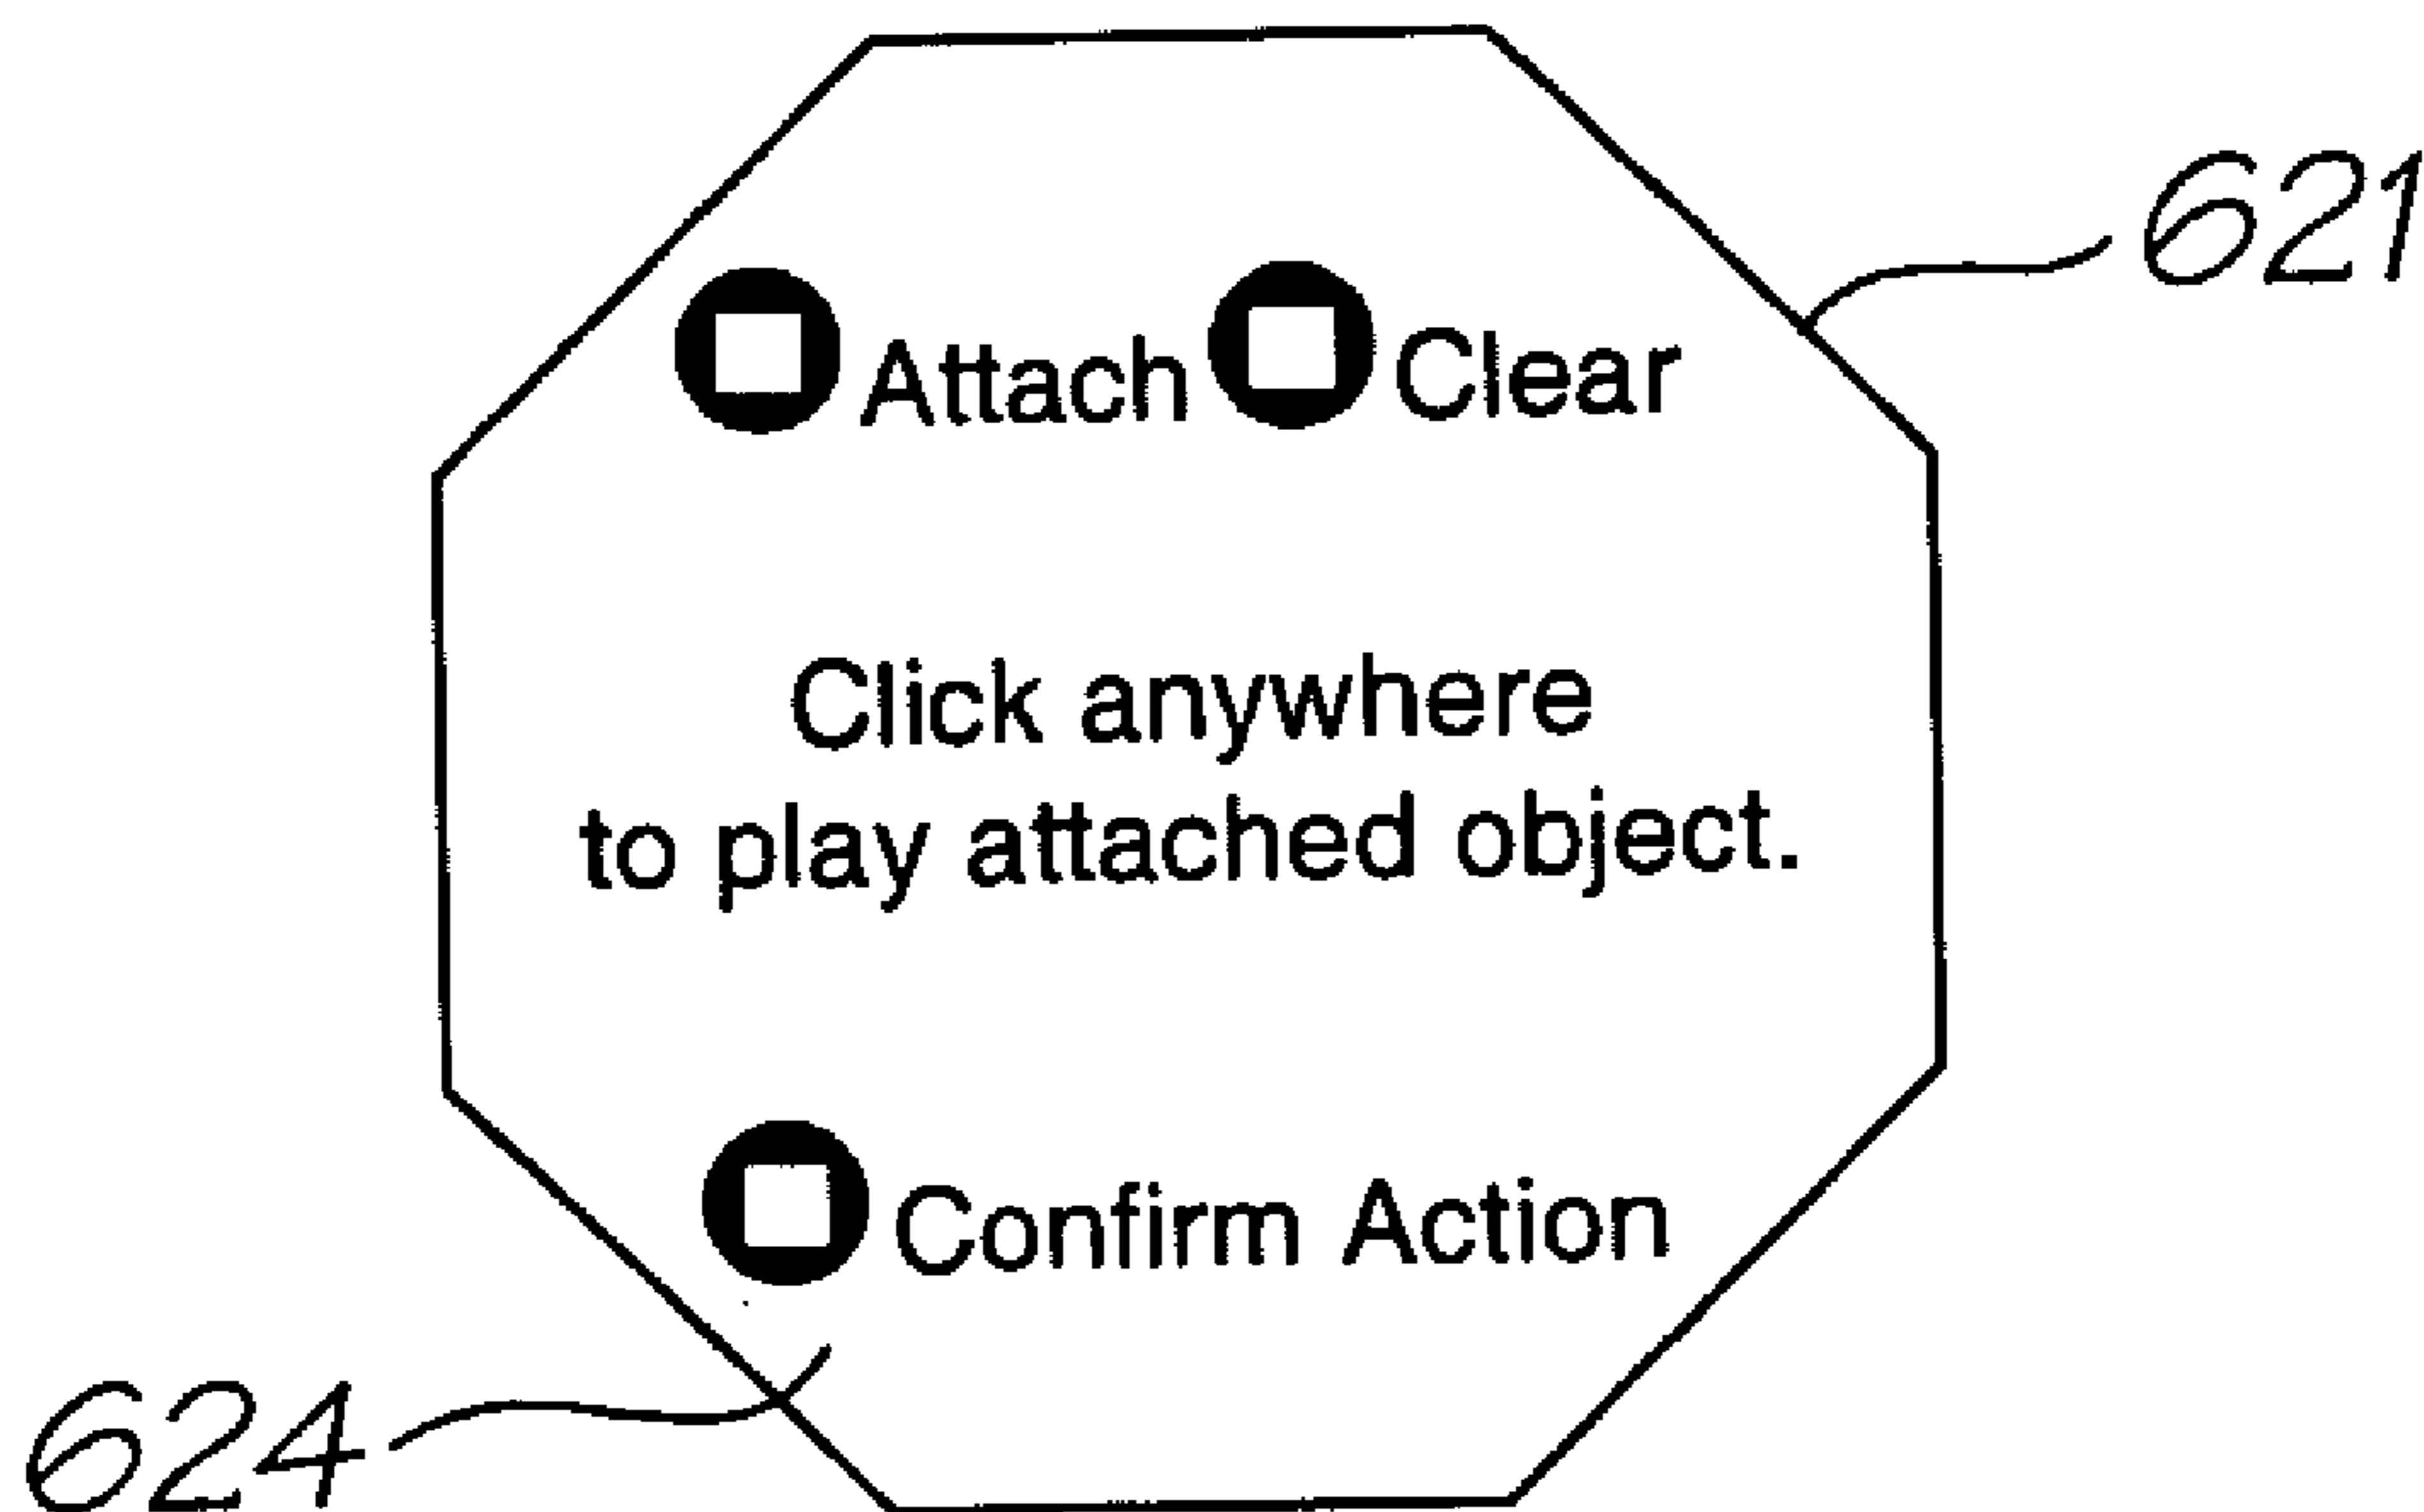 621
Attach Clear
Click anywhere
to play attached object.
Confirm Action
624